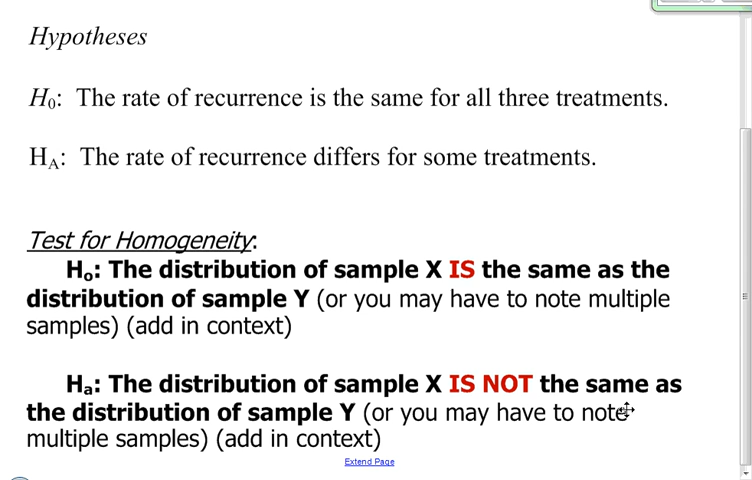 Hypotheses
H₀: The rate of recurrence is the same for all three treatments.
H_A: The rate of recurrence differs for some treatments.
Test for Homogeneity:
Hₒ: The distribution of sample X IS the same as the
distribution of sample Y (or you may have to note multiple
samples) (add in context)
Hₐ: The distribution of sample X IS NOT the same as
the distribution of sample Y (or you may have to note
multiple samples) (add in context)
Extend Page